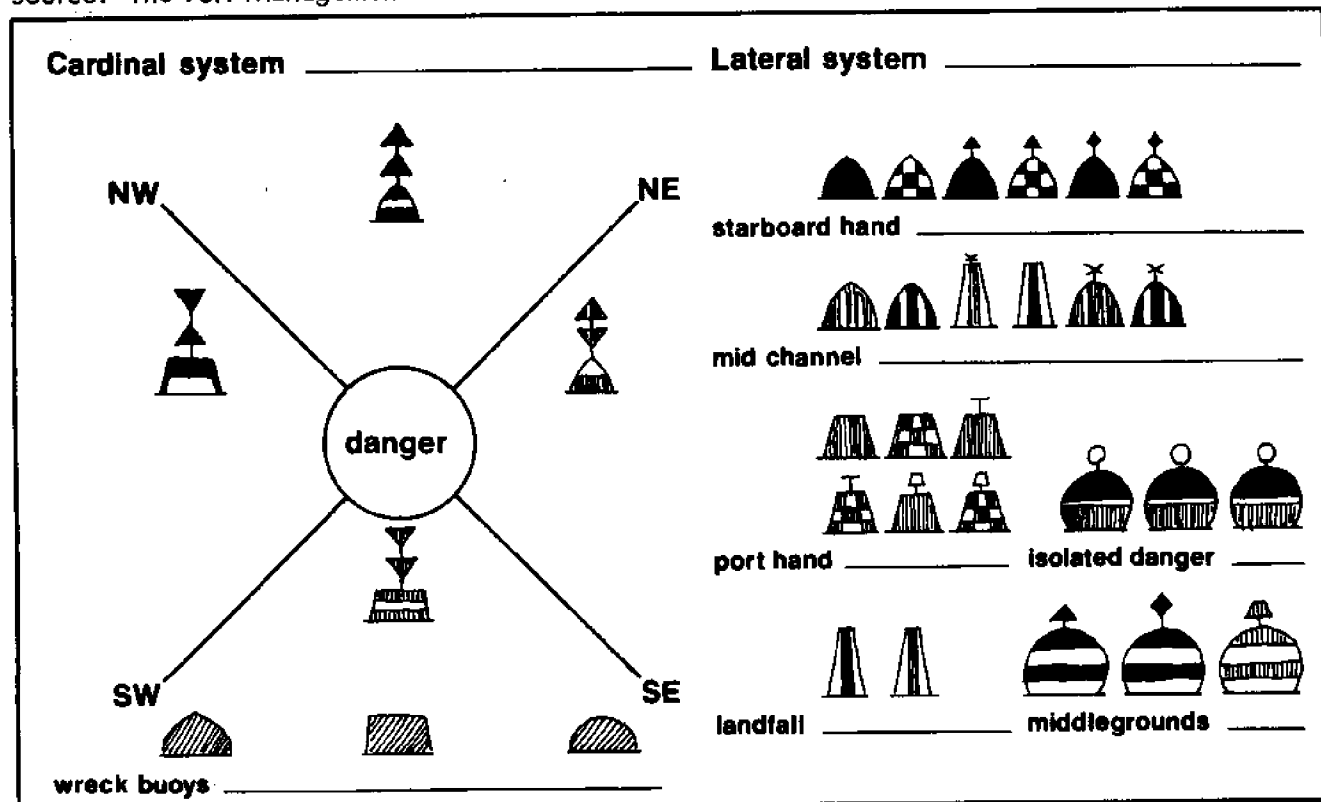 Cardinal system
NW
NE
danger
SW
SE
wreck buoys
Lateral system
starboard hand
mid channel
port hand
isolated danger
landfall
middlegrounds